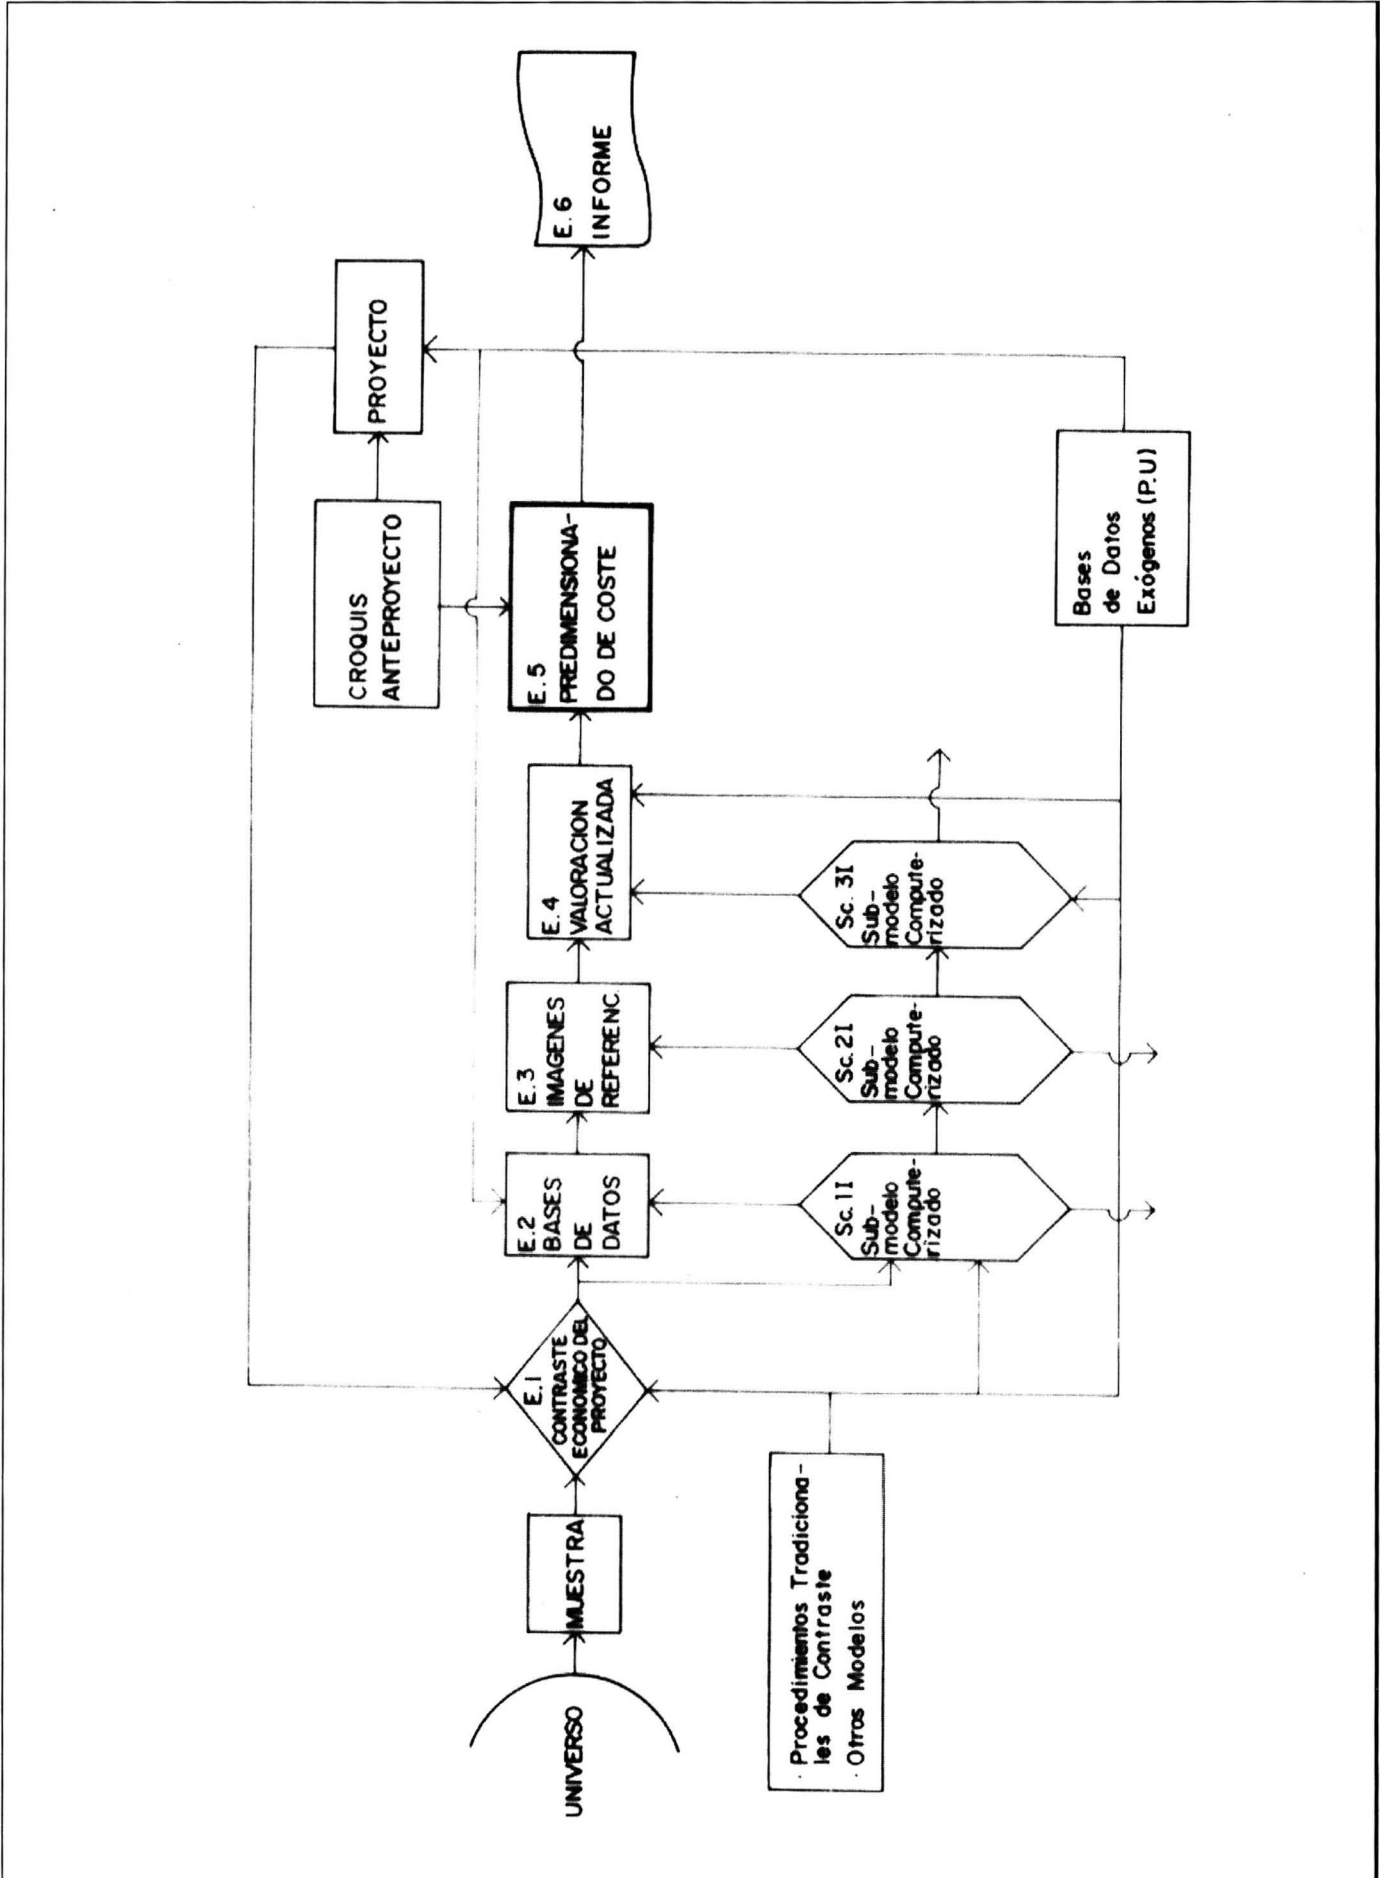 UNIVERSO
MUESTRA
E.1
CONTRASTE
ECONOMICO DEL
PROYECTO
E.2
BASES
DE
DATOS
E.3
IMAGENES
DE
REFERENC.
E.4
VALORACION
ACTUALIZADA
E.5
PREDIMENSIONA-
DO DE COSTE
E.6
INFORME
CROQUIS
ANTEPROYECTO
PROYECTO
Sc.1I
Sub-
modelo
Compute-
rizado
Sc.2I
Sub-
modelo
Compute-
rizado
Sc.3I
Sub-
modelo
Compute-
rizado
· Procedimientos Tradiciona-
les de Contraste
· Otros Modelos
Bases
de Datos
Exógenos (P.U)